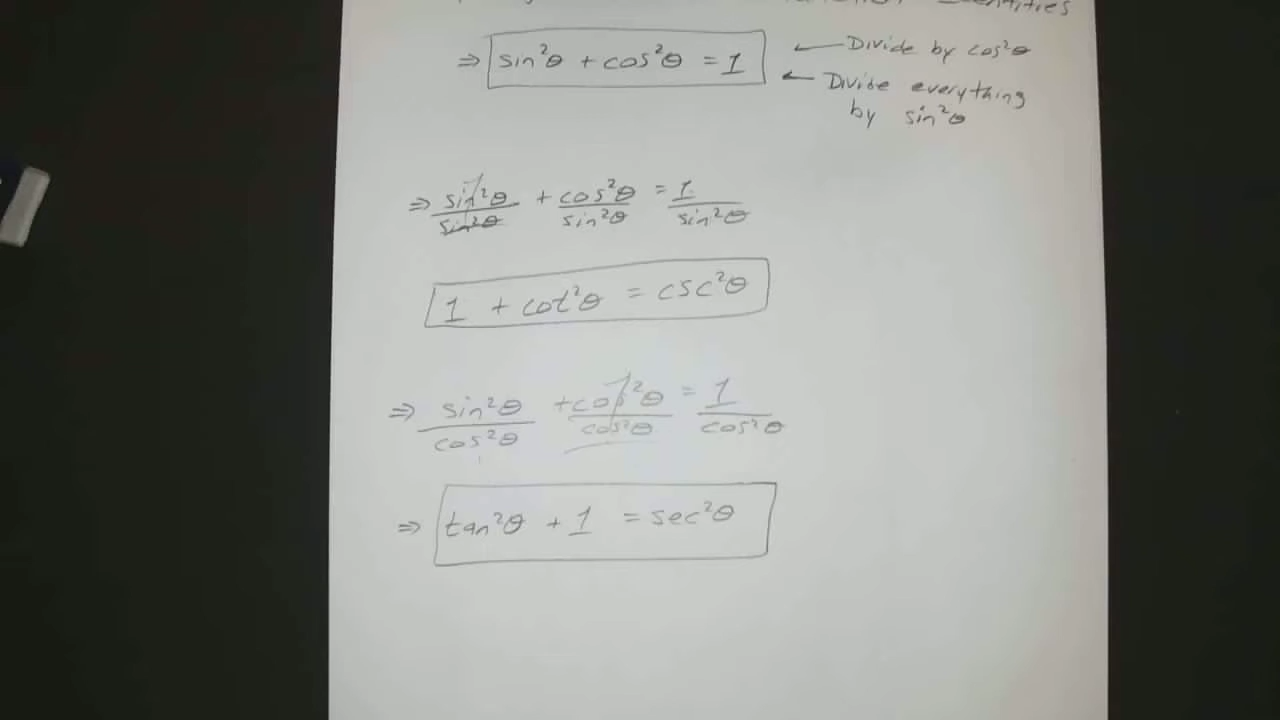 entities
⇒ sin²θ + cos²θ = 1
← Divide by cos²θ
← Divide everything
by sin²θ
⇒ sin²θ/sin²θ + cos²θ/sin²θ = 1/sin²θ
1 + cot²θ = csc²θ
⇒ sin²θ/cos²θ + cos²θ/cos²θ = 1/cos²θ
⇒ tan²θ + 1 = sec²θ